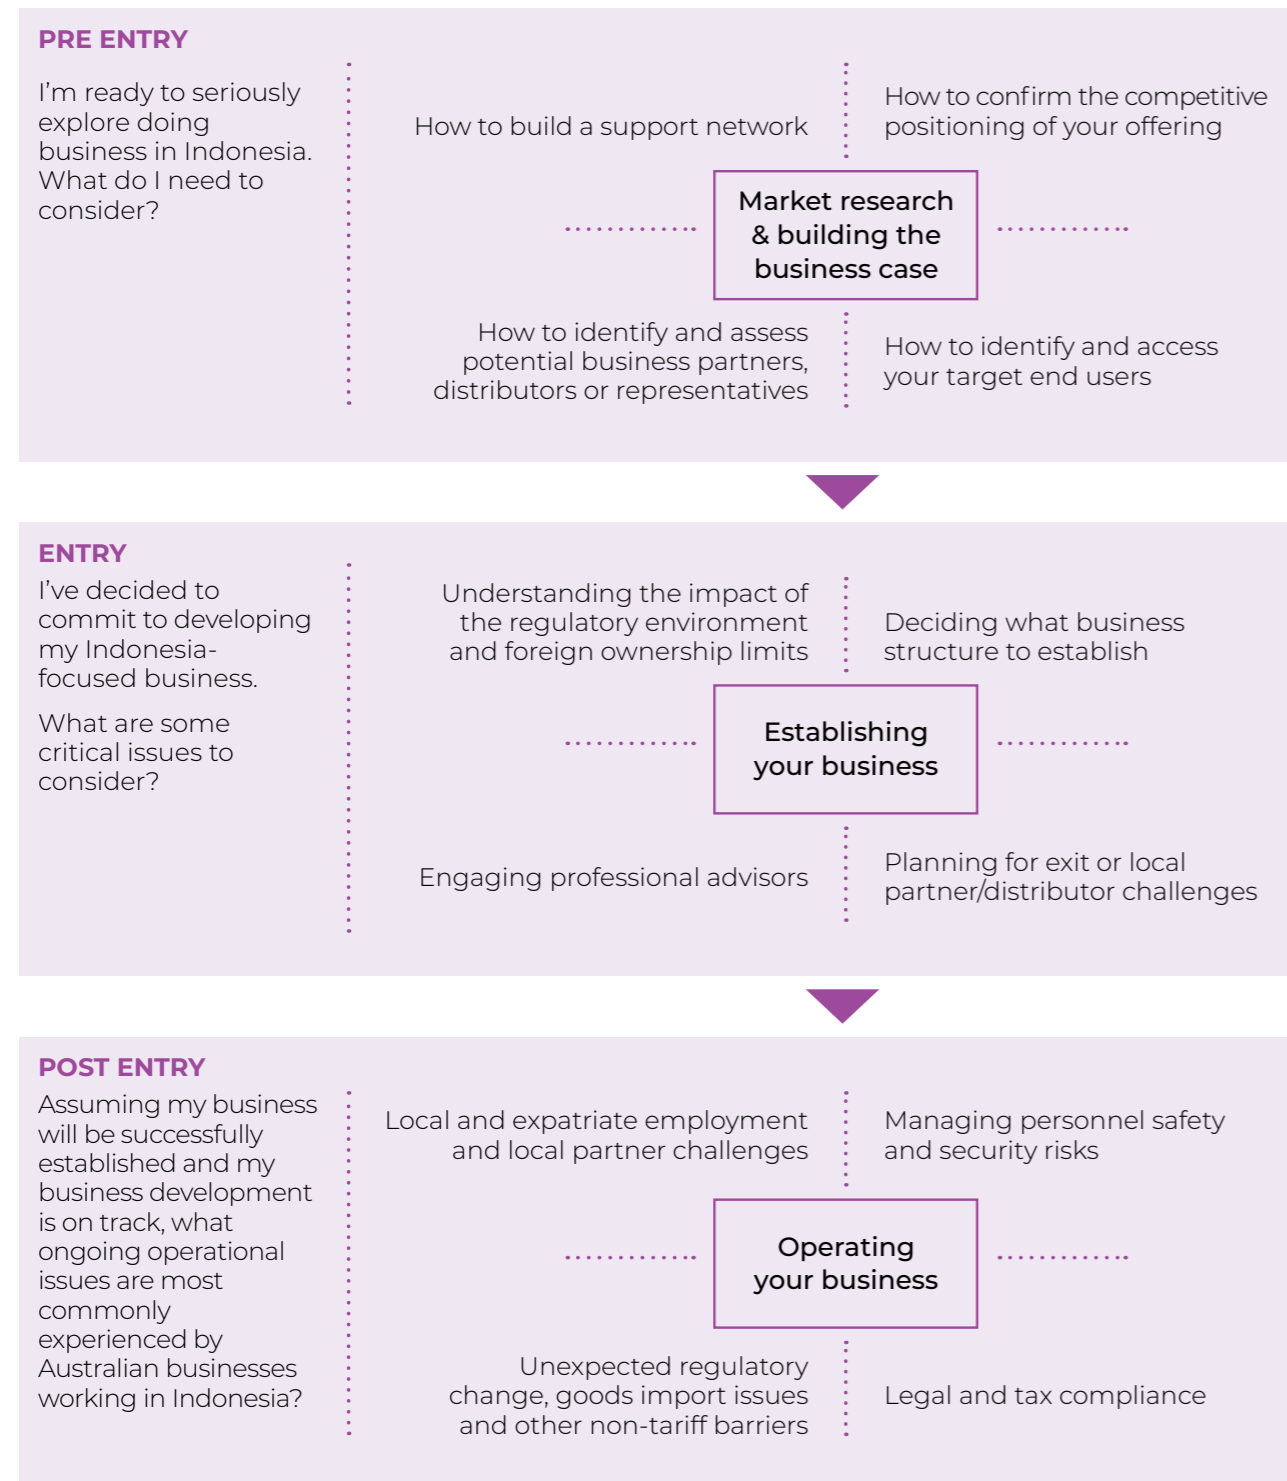 PRE ENTRY
I’m ready to seriously
explore doing
business in Indonesia.
What do I need to
consider?
How to build a support network
How to confirm the competitive
positioning of your offering
Market research
& building the
business case
How to identify and assess
potential business partners,
distributors or representatives
How to identify and access
your target end users
ENTRY
I’ve decided to
commit to developing
my Indonesia-
focused business.
What are some
critical issues to
consider?
Understanding the impact of
the regulatory environment
and foreign ownership limits
Deciding what business
structure to establish
Establishing
your business
Engaging professional advisors
Planning for exit or local
partner/distributor challenges
POST ENTRY
Assuming my business
will be successfully
established and my
business development
is on track, what
ongoing operational
issues are most
commonly
experienced by
Australian businesses
working in Indonesia?
Local and expatriate employment
and local partner challenges
Managing personnel safety
and security risks
Operating
your business
Unexpected regulatory
change, goods import issues
and other non-tariff barriers
Legal and tax compliance